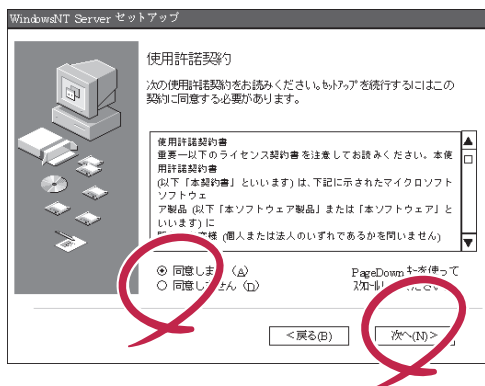 WindowsNT Server セットアップ
使用許諾契約
次の使用許諾契約をお読みください。セットアップを続行するにはこの
契約に同意する必要があります。
使用許諾契約書
重要－以下のライセンス契約書を注意してお読みください。本使
用許諾契約書
(以下「本契約書」といいます) は、下記に示されたマイクロソフト
ソフトウェ
ア製品 (以下「本ソフトウェア製品」または「本ソフトウェア」と
いいます) に
様 (個人または法人のいずれであるかを問いません)
同意しま (A)
同意し せん (D)
PageDown キーを使って
スクロール
<戻る(B)
次へ(N)>